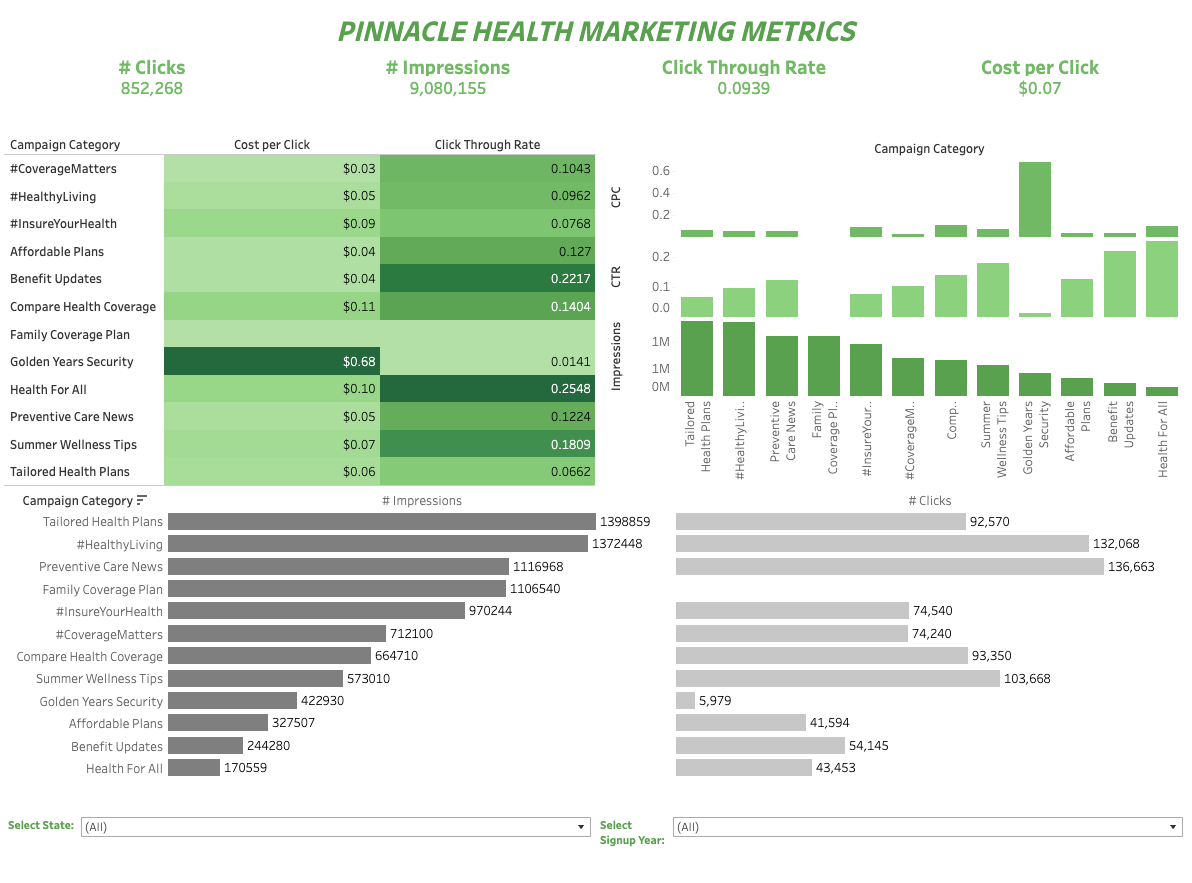 PINNACLE HEALTH MARKETING METRICS
# Clicks # Impressions Click Through Rate Cost per Click
852,268 9,080,155 0.0939 $0.07
Campaign Category Cost per Click Click Through Rate
#CoverageMatters $0.03 0.1043
#HealthyLiving $0.05 0.0962
#InsureYourHealth $0.09 0.0768
Affordable Plans $0.04 0.127
Benefit Updates $0.04 0.2217
Compare Health Coverage $0.11 0.1404
Family Coverage Plan
Golden Years Security $0.68 0.0141
Health For All $0.10 0.2548
Preventive Care News $0.05 0.1224
Summer Wellness Tips $0.07 0.1809
Tailored Health Plans $0.06 0.0662
Campaign Category
CPC
0.6
0.4
0.2
CTR
0.2
0.1
0.0
Impressions
1M
1M
0M
Tailored
Health Plans
#HealthyLivi..
Preventive
Care News
Family
Coverage Pl..
#InsureYour..
#CoverageM..
Comp..
Summer
Wellness Tips
Golden Years
Security
Affordable
Plans
Benefit
Updates
Health For All
Campaign Category # Impressions # Clicks
Tailored Health Plans 1398859 92,570
#HealthyLiving 1372448 132,068
Preventive Care News 1116968 136,663
Family Coverage Plan 1106540
#InsureYourHealth 970244 74,540
#CoverageMatters 712100 74,240
Compare Health Coverage 664710 93,350
Summer Wellness Tips 573010 103,668
Golden Years Security 422930 5,979
Affordable Plans 327507 41,594
Benefit Updates 244280 54,145
Health For All 170559 43,453
Select State: (All)
Select
Signup Year: (All)